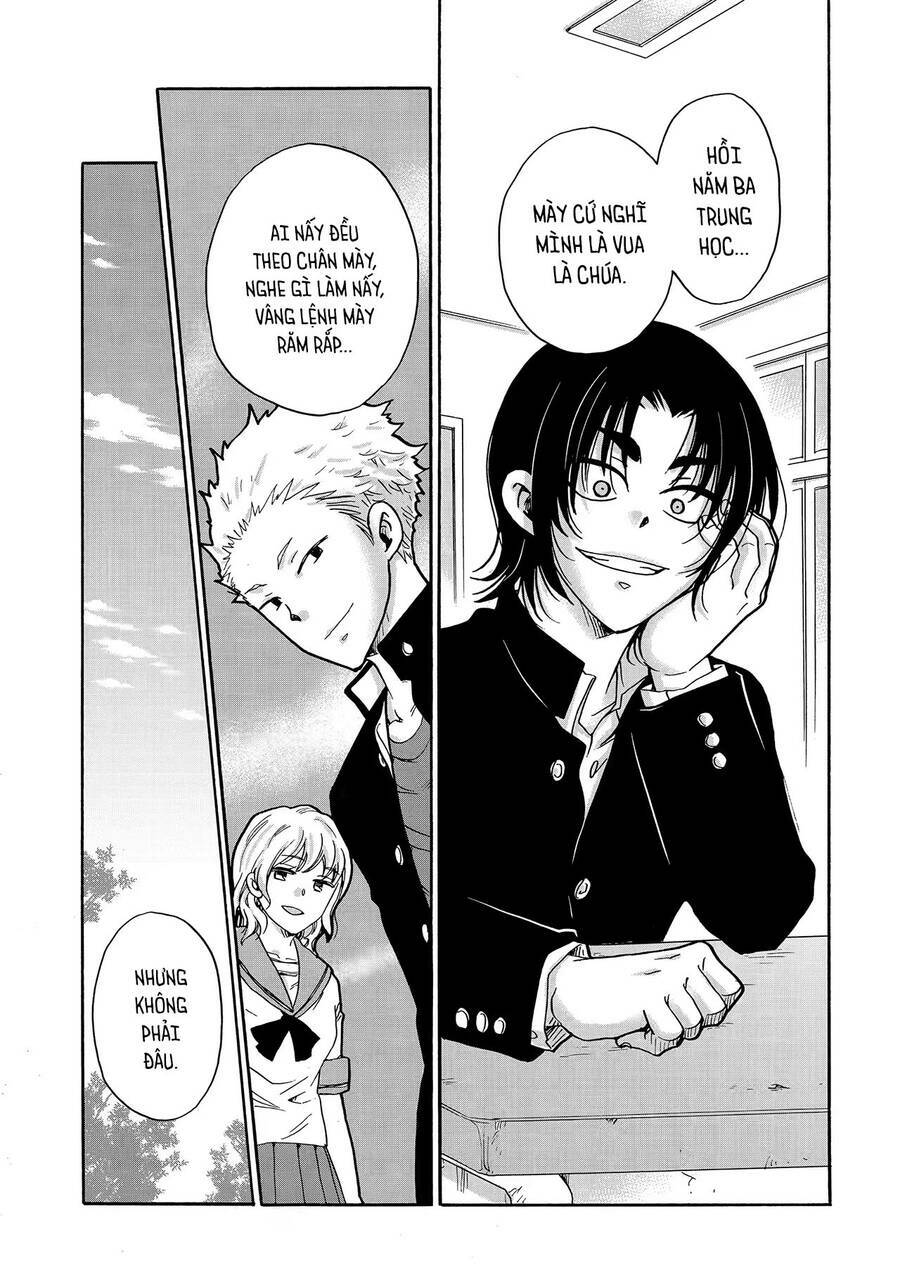 HỒI
NĂM BA
TRUNG
HỌC...
MÀY CỨ NGHĨ
MÌNH LÀ VUA
LÀ CHÚA.
AI NẤY ĐỀU
THEO CHÂN MÀY,
NGHE GÌ LÀM NẤY,
VÂNG LỆNH MÀY
RĂM RẮP...
NHƯNG
KHÔNG
PHẢI
ĐÂU.